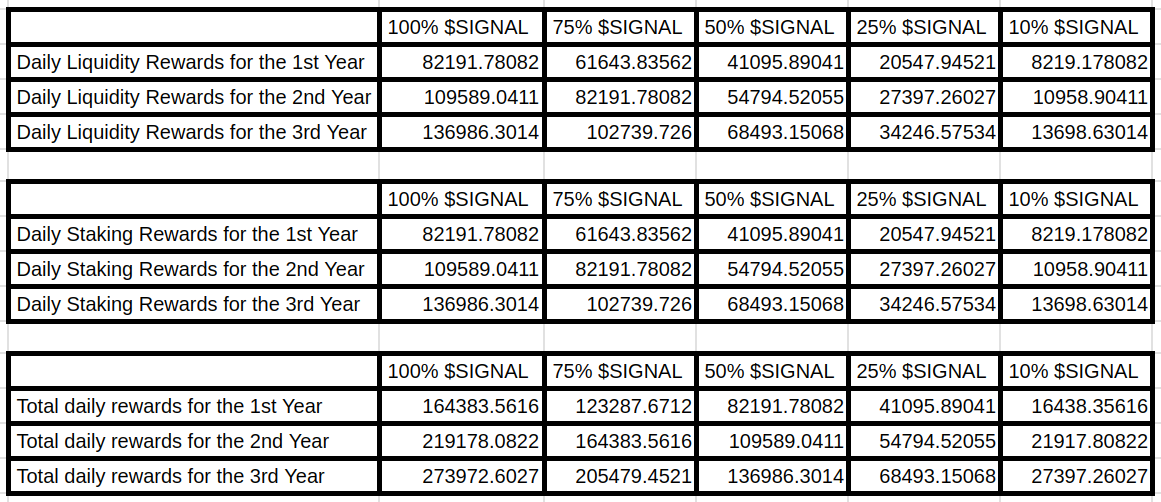 100% $SIGNAL 75% $SIGNAL 50% $SIGNAL 25% $SIGNAL 10% $SIGNAL
Daily Liquidity Rewards for the 1st Year 82191.78082 61643.83562 41095.89041 20547.94521 8219.178082
Daily Liquidity Rewards for the 2nd Year 109589.0411 82191.78082 54794.52055 27397.26027 10958.90411
Daily Liquidity Rewards for the 3rd Year 136986.3014 102739.726 68493.15068 34246.57534 13698.63014
100% $SIGNAL 75% $SIGNAL 50% $SIGNAL 25% $SIGNAL 10% $SIGNAL
Daily Staking Rewards for the 1st Year 82191.78082 61643.83562 41095.89041 20547.94521 8219.178082
Daily Staking Rewards for the 2nd Year 109589.0411 82191.78082 54794.52055 27397.26027 10958.90411
Daily Staking Rewards for the 3rd Year 136986.3014 102739.726 68493.15068 34246.57534 13698.63014
100% $SIGNAL 75% $SIGNAL 50% $SIGNAL 25% $SIGNAL 10% $SIGNAL
Total daily rewards for the 1st Year 164383.5616 123287.6712 82191.78082 41095.89041 16438.35616
Total daily rewards for the 2nd Year 219178.0822 164383.5616 109589.0411 54794.52055 21917.80822
Total daily rewards for the 3rd Year 273972.6027 205479.4521 136986.3014 68493.15068 27397.26027